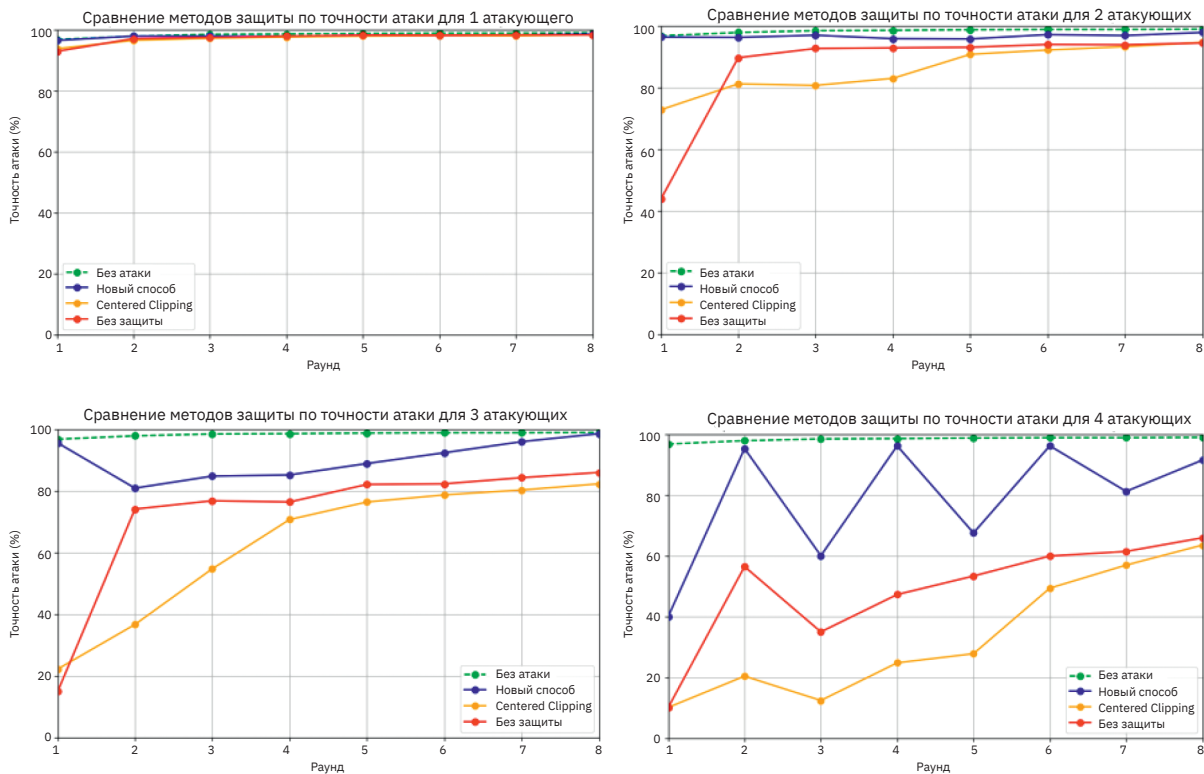 Сравнение методов защиты по точности атаки для 1 атакующего
Точность атаки (%)
100
80
60
40
20
0
Без атаки
Новый способ
Centered Clipping
Без защиты
1 2 3 4 5 6 7 8
Раунд
Сравнение методов защиты по точности атаки для 2 атакующих
Точность атаки (%)
100
80
60
40
20
0
Без атаки
Новый способ
Centered Clipping
Без защиты
1 2 3 4 5 6 7 8
Раунд
Сравнение методов защиты по точности атаки для 3 атакующих
Точность атаки (%)
100
80
60
40
20
0
Без атаки
Новый способ
Centered Clipping
Без защиты
1 2 3 4 5 6 7 8
Раунд
Сравнение методов защиты по точности атаки для 4 атакующих
Точность атаки (%)
100
80
60
40
20
0
Без атаки
Новый способ
Centered Clipping
Без защиты
1 2 3 4 5 6 7 8
Раунд